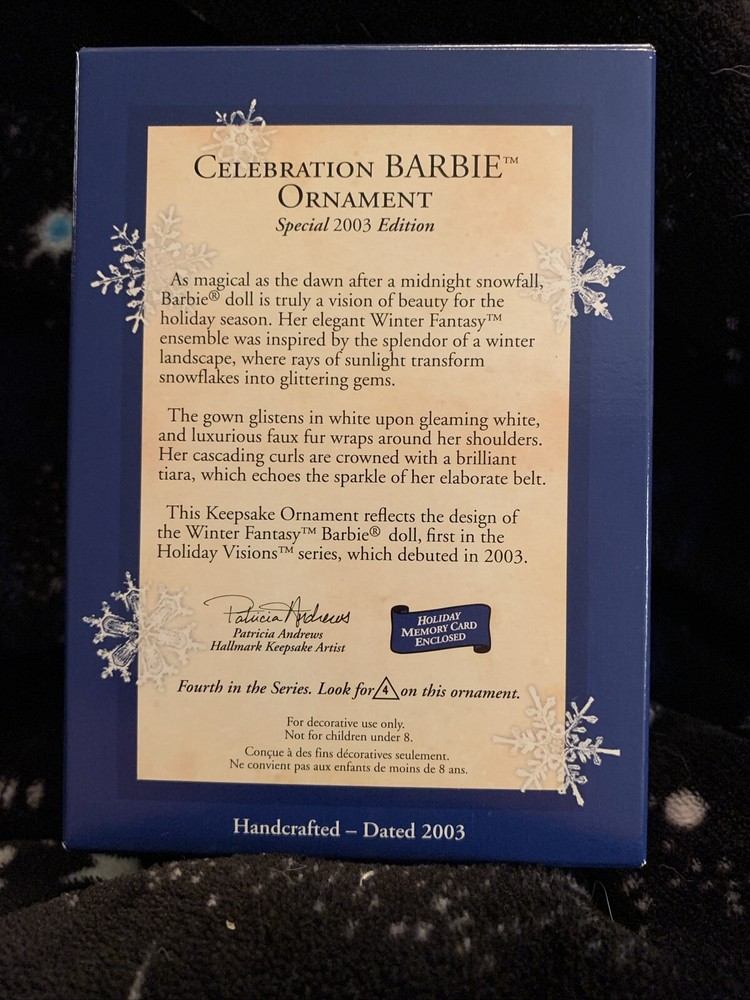 CELEBRATION BARBIE™
ORNAMENT
Special 2003 Edition
As magical as the dawn after a midnight snowfall,
Barbie® doll is truly a vision of beauty for the
holiday season. Her elegant Winter Fantasy™
ensemble was inspired by the splendor of a winter
landscape, where rays of sunlight transform
snowflakes into glittering gems.
The gown glistens in white upon gleaming white,
and luxurious faux fur wraps around her shoulders.
Her cascading curls are crowned with a brilliant
tiara, which echoes the sparkle of her elaborate belt.
This Keepsake Ornament reflects the design of
the Winter Fantasy™ Barbie® doll, first in the
Holiday Visions™ series, which debuted in 2003.
Patricia Andrews
Patricia Andrews
Hallmark Keepsake Artist
HOLIDAY
MEMORY CARD
ENCLOSED
Fourth in the Series. Look for 4 on this ornament.
For decorative use only.
Not for children under 8.
Conçue à des fins décoratives seulement.
Ne convient pas aux enfants de moins de 8 ans.
Handcrafted – Dated 2003